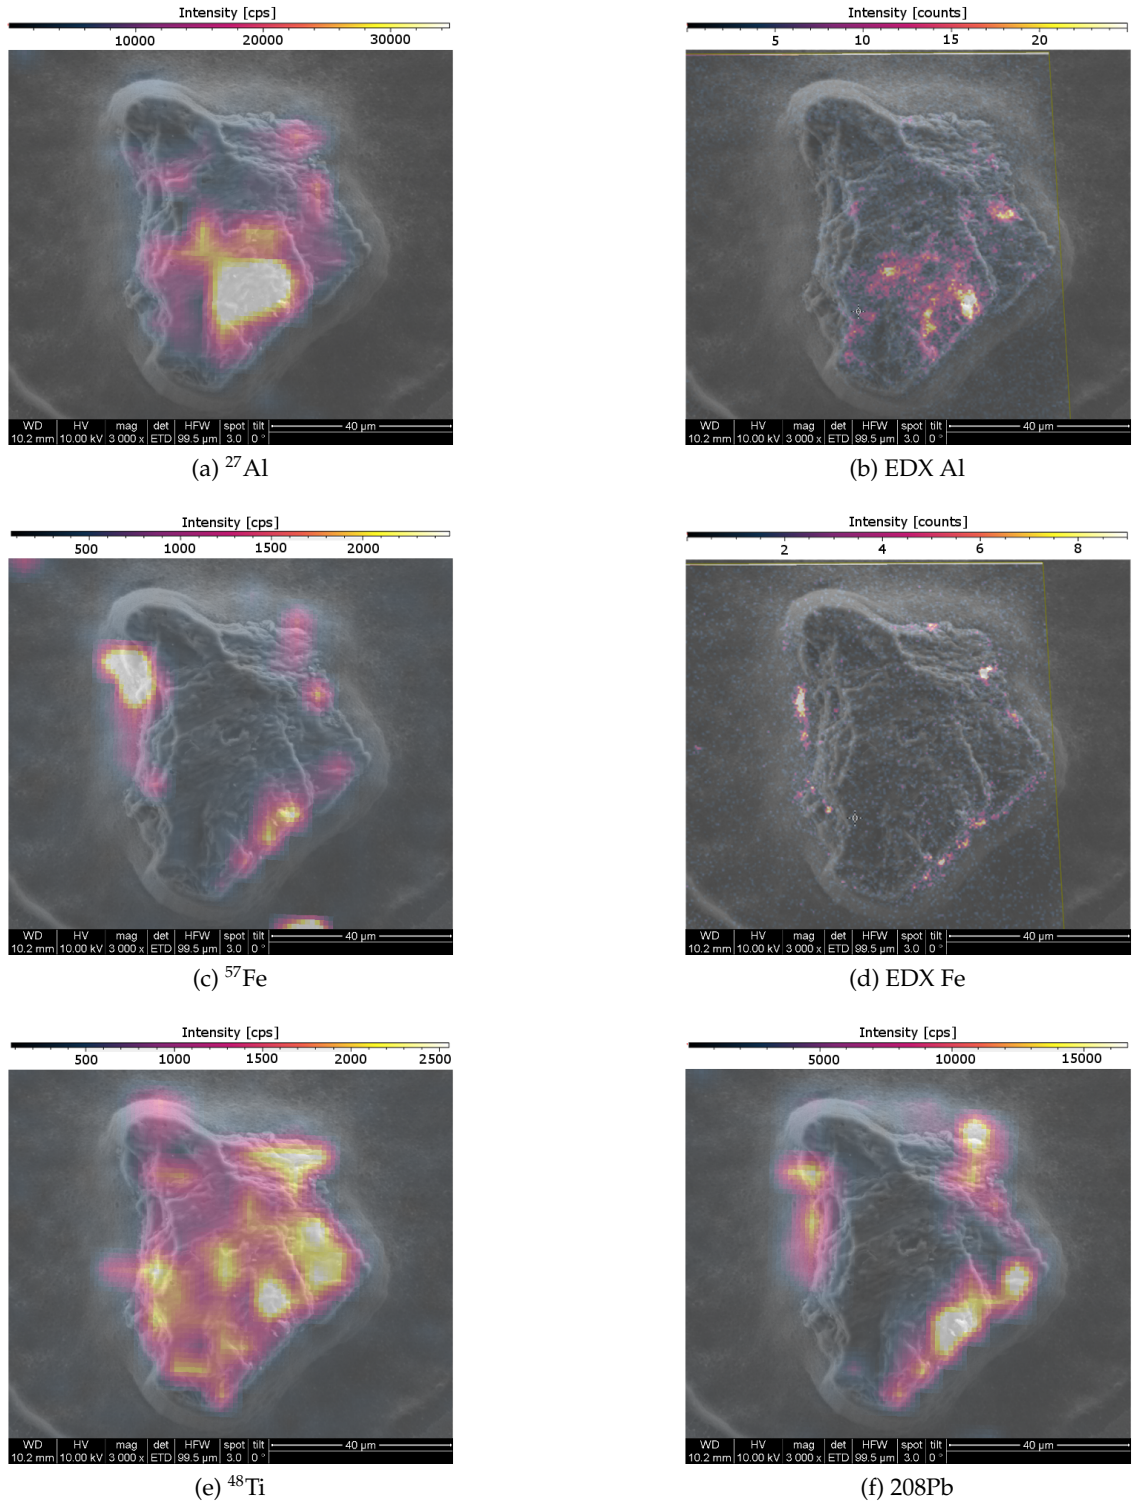 Intensity [cps]
10000 20000 30000
Intensity [counts]
5 10 15 20
WD HV mag det HFW spot tilt 40 µm
10.2 mm 10.00 kV 3 000 x ETD 99.5 µm 3.0 0 °
WD HV mag det HFW spot tilt 40 µm
10.2 mm 10.00 kV 3 000 x ETD 99.5 µm 3.0 0 °
(a) ²⁷Al
(b) EDX Al
Intensity [cps]
500 1000 1500 2000
Intensity [counts]
2 4 6 8
WD HV mag det HFW spot tilt 40 µm
10.2 mm 10.00 kV 3 000 x ETD 99.5 µm 3.0 0 °
WD HV mag det HFW spot tilt 40 µm
10.2 mm 10.00 kV 3 000 x ETD 99.5 µm 3.0 0 °
(c) ⁵⁷Fe
(d) EDX Fe
Intensity [cps]
500 1000 1500 2000 2500
Intensity [cps]
5000 10000 15000
WD HV mag det HFW spot tilt 40 µm
10.2 mm 10.00 kV 3 000 x ETD 99.5 µm 3.0 0 °
WD HV mag det HFW spot tilt 40 µm
10.2 mm 10.00 kV 3 000 x ETD 99.5 µm 3.0 0 °
(e) ⁴⁸Ti
(f) 208Pb